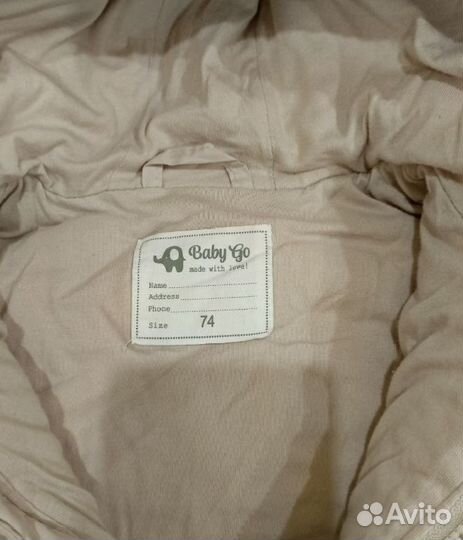 Baby Go
made with love!
Name
Address
Phone
Size 74
Avito